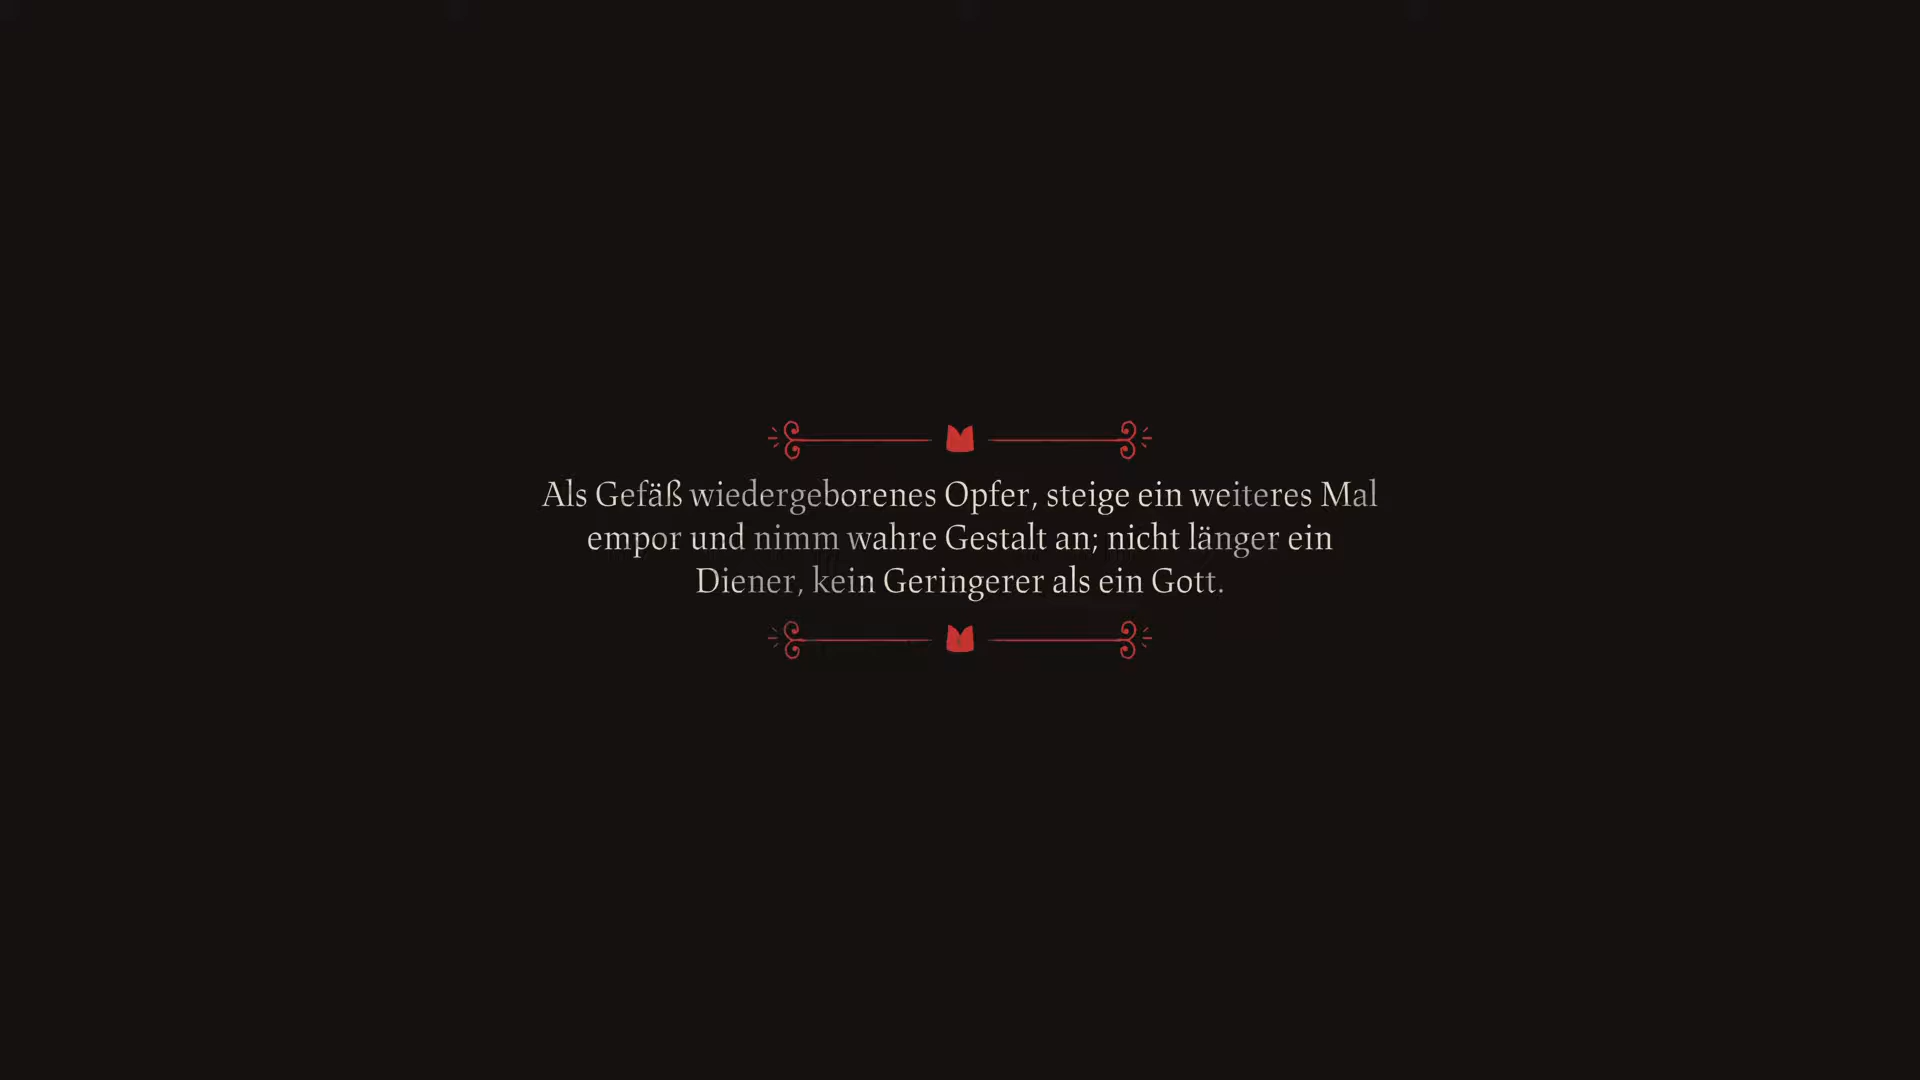 Als Gefäß wiedergeborenes Opfer, steige ein weiteres Mal
empor und nimm wahre Gestalt an; nicht länger ein
Diener, kein Geringerer als ein Gott.